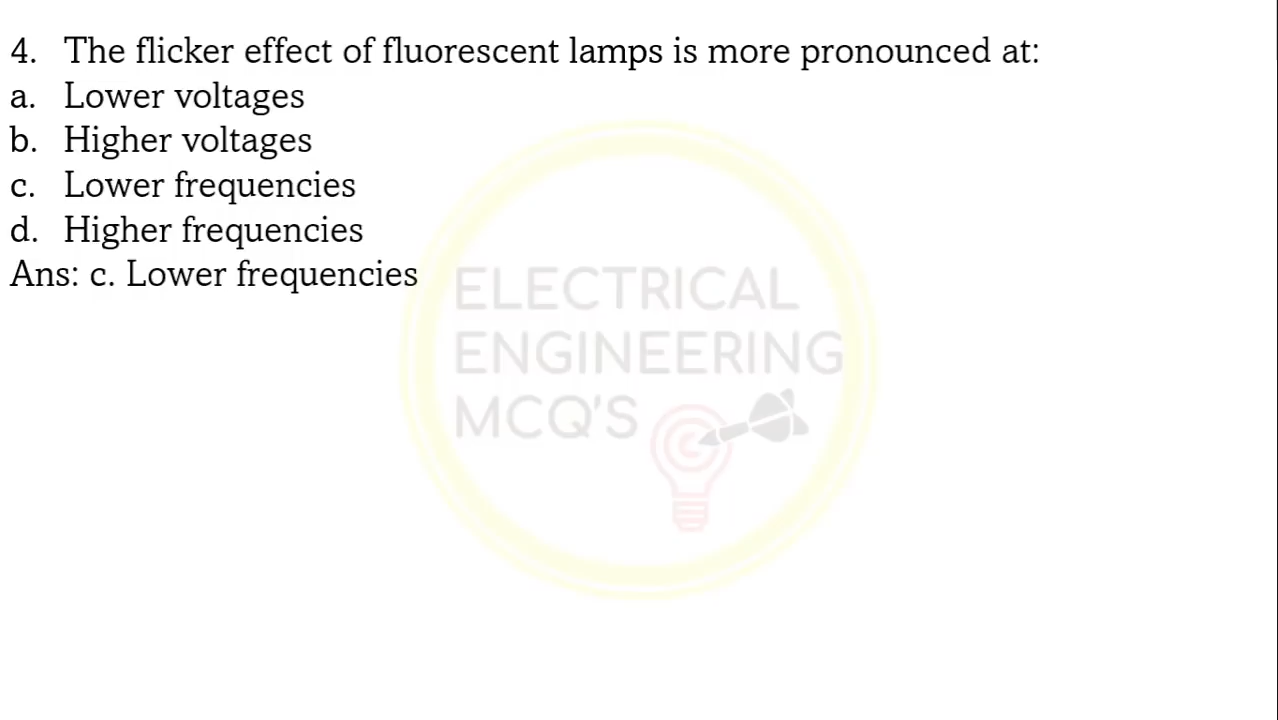 4. The flicker effect of fluorescent lamps is more pronounced at:
a. Lower voltages
b. Higher voltages
c. Lower frequencies
d. Higher frequencies
Ans: c. Lower frequencies
ELECTRICAL
ENGINEERING
MCQ'S